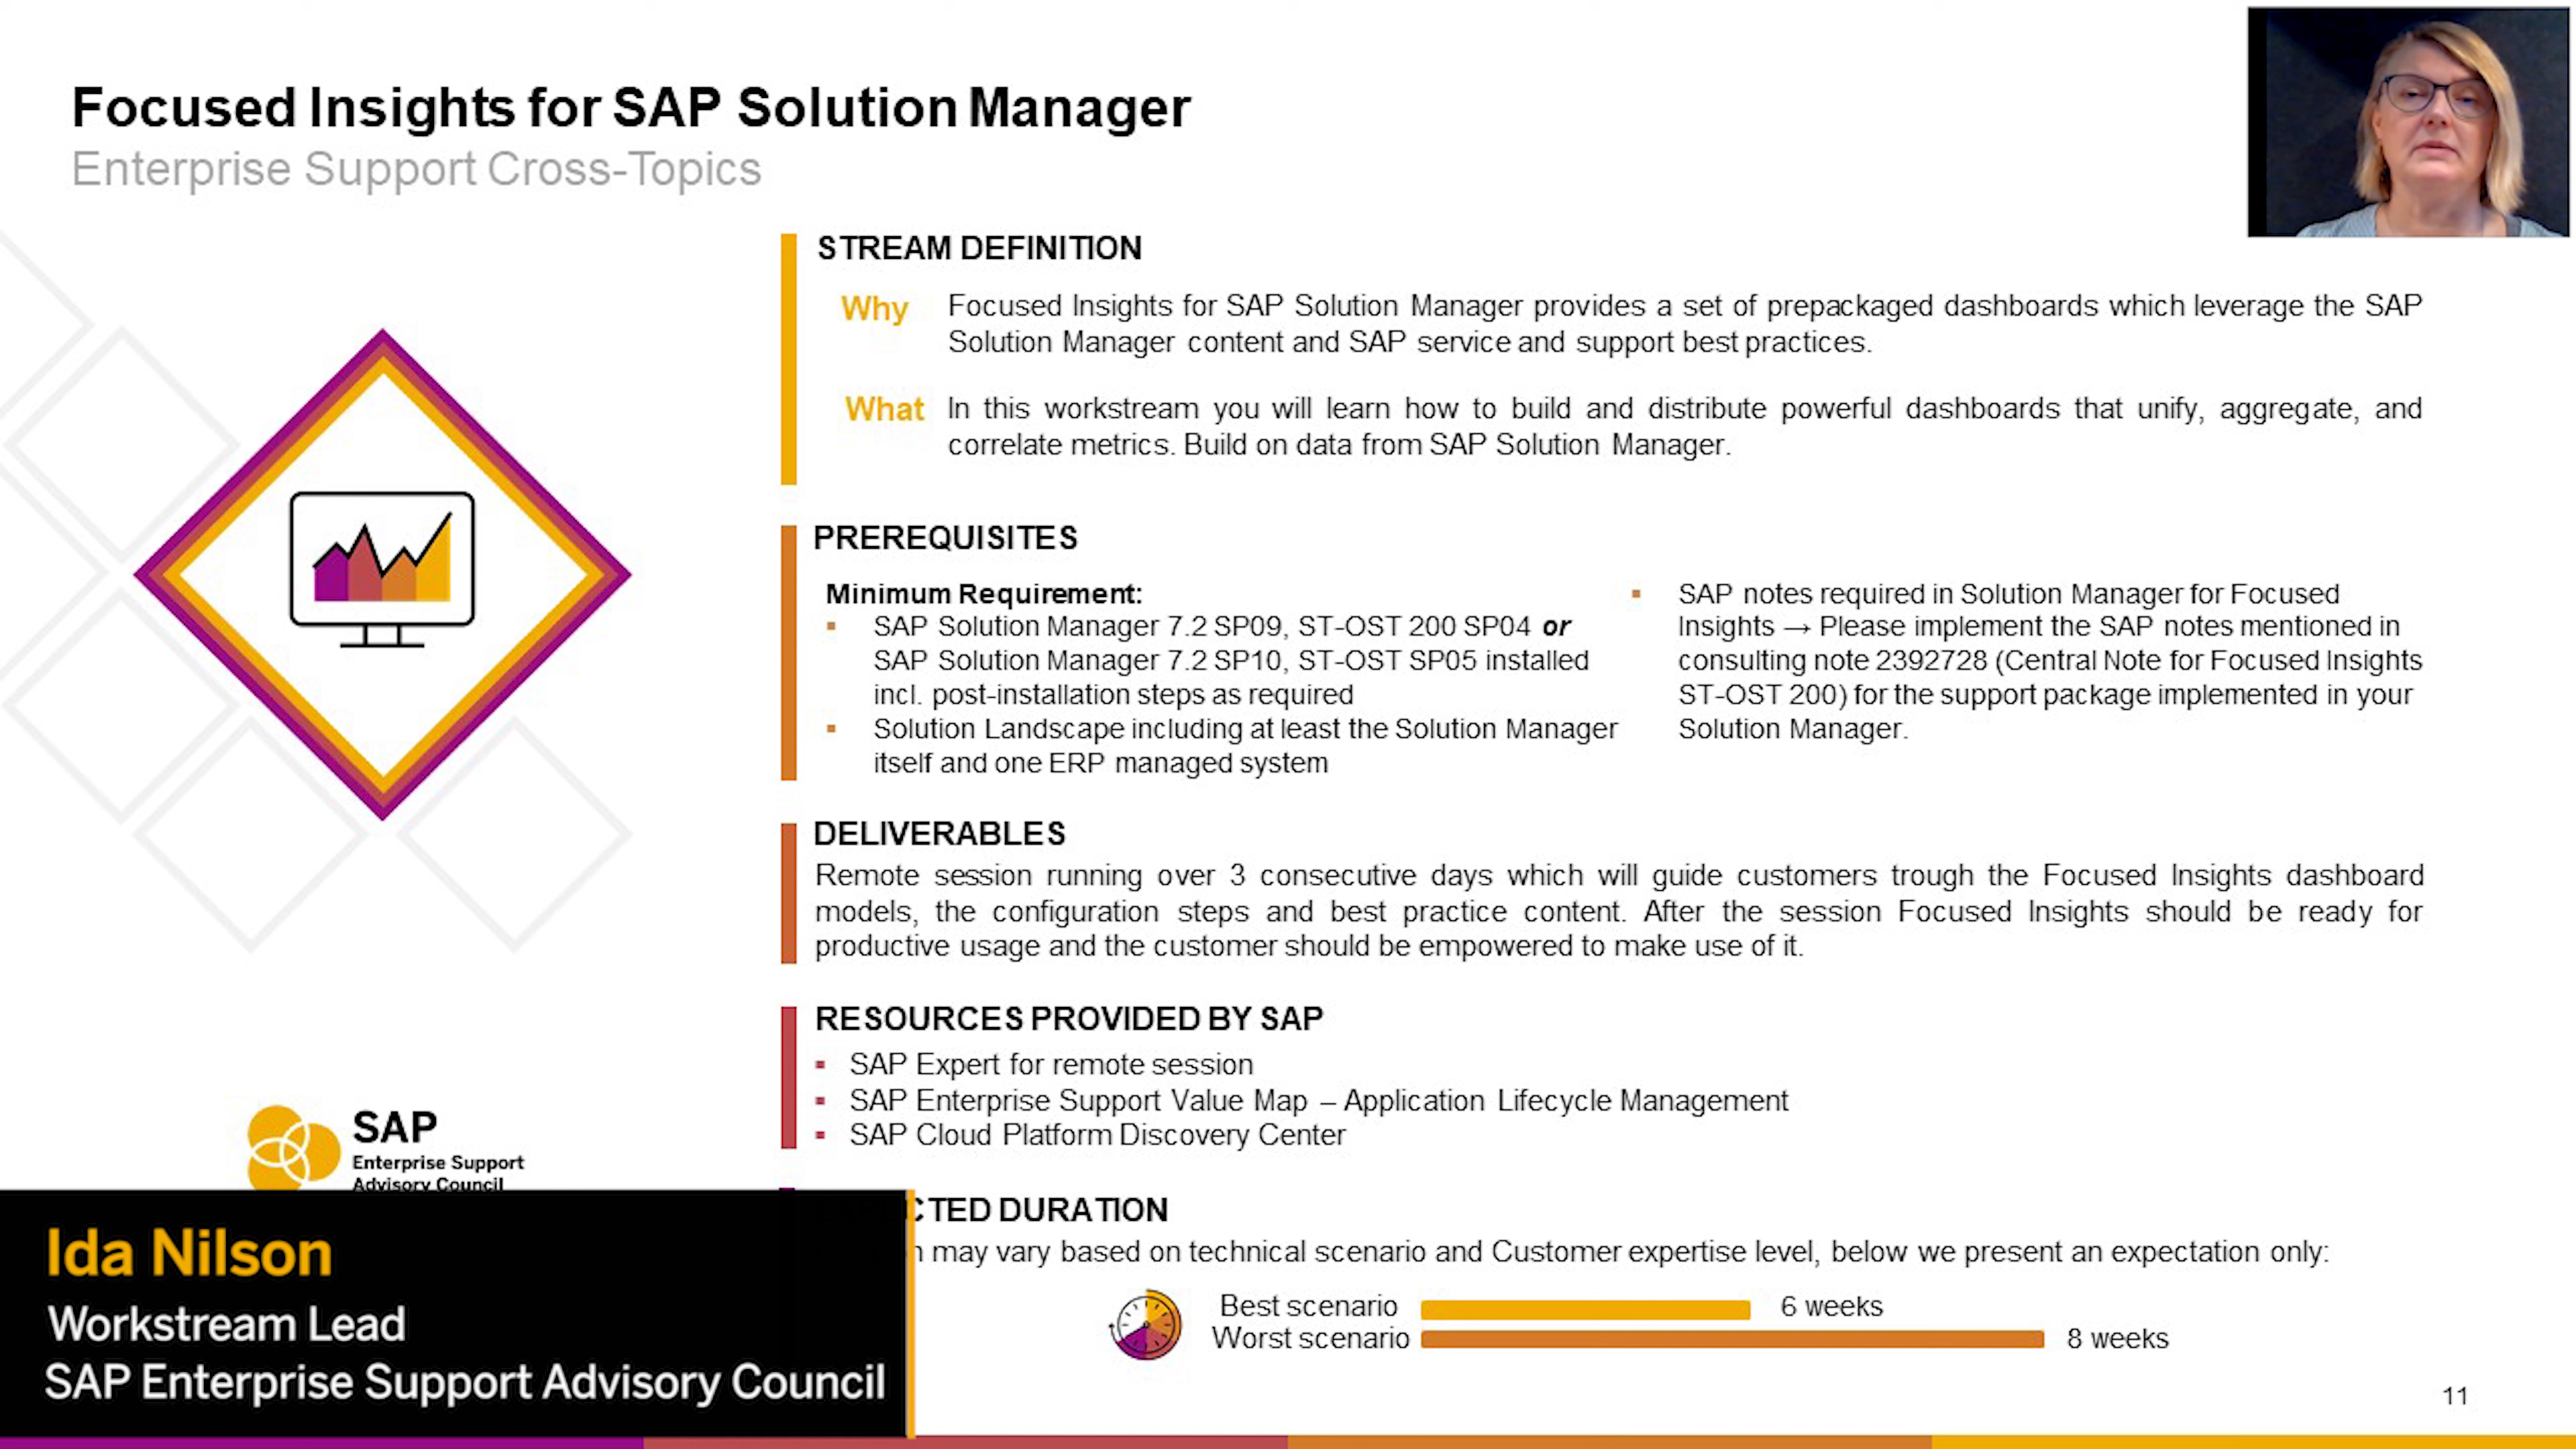 Focused Insights for SAP Solution Manager
Enterprise Support Cross-Topics
STREAM DEFINITION
Why
Focused Insights for SAP Solution Manager provides a set of prepackaged dashboards which leverage the SAP
Solution Manager content and SAP service and support best practices.
What
In this workstream you will learn how to build and distribute powerful dashboards that unify, aggregate, and
correlate metrics. Build on data from SAP Solution Manager.
PREREQUISITES
Minimum Requirement:
▪ SAP Solution Manager 7.2 SP09, ST-OST 200 SP04 or
SAP Solution Manager 7.2 SP10, ST-OST SP05 installed
incl. post-installation steps as required
▪ Solution Landscape including at least the Solution Manager
itself and one ERP managed system
▪ SAP notes required in Solution Manager for Focused
Insights → Please implement the SAP notes mentioned in
consulting note 2392728 (Central Note for Focused Insights
ST-OST 200) for the support package implemented in your
Solution Manager.
DELIVERABLES
Remote session running over 3 consecutive days which will guide customers trough the Focused Insights dashboard
models, the configuration steps and best practice content. After the session Focused Insights should be ready for
productive usage and the customer should be empowered to make use of it.
RESOURCES PROVIDED BY SAP
▪ SAP Expert for remote session
▪ SAP Enterprise Support Value Map – Application Lifecycle Management
▪ SAP Cloud Platform Discovery Center
CTED DURATION
may vary based on technical scenario and Customer expertise level, below we present an expectation only:
Best scenario 6 weeks
Worst scenario 8 weeks
SAP
Enterprise Support
Advisory Council
Ida Nilson
Workstream Lead
SAP Enterprise Support Advisory Council
11